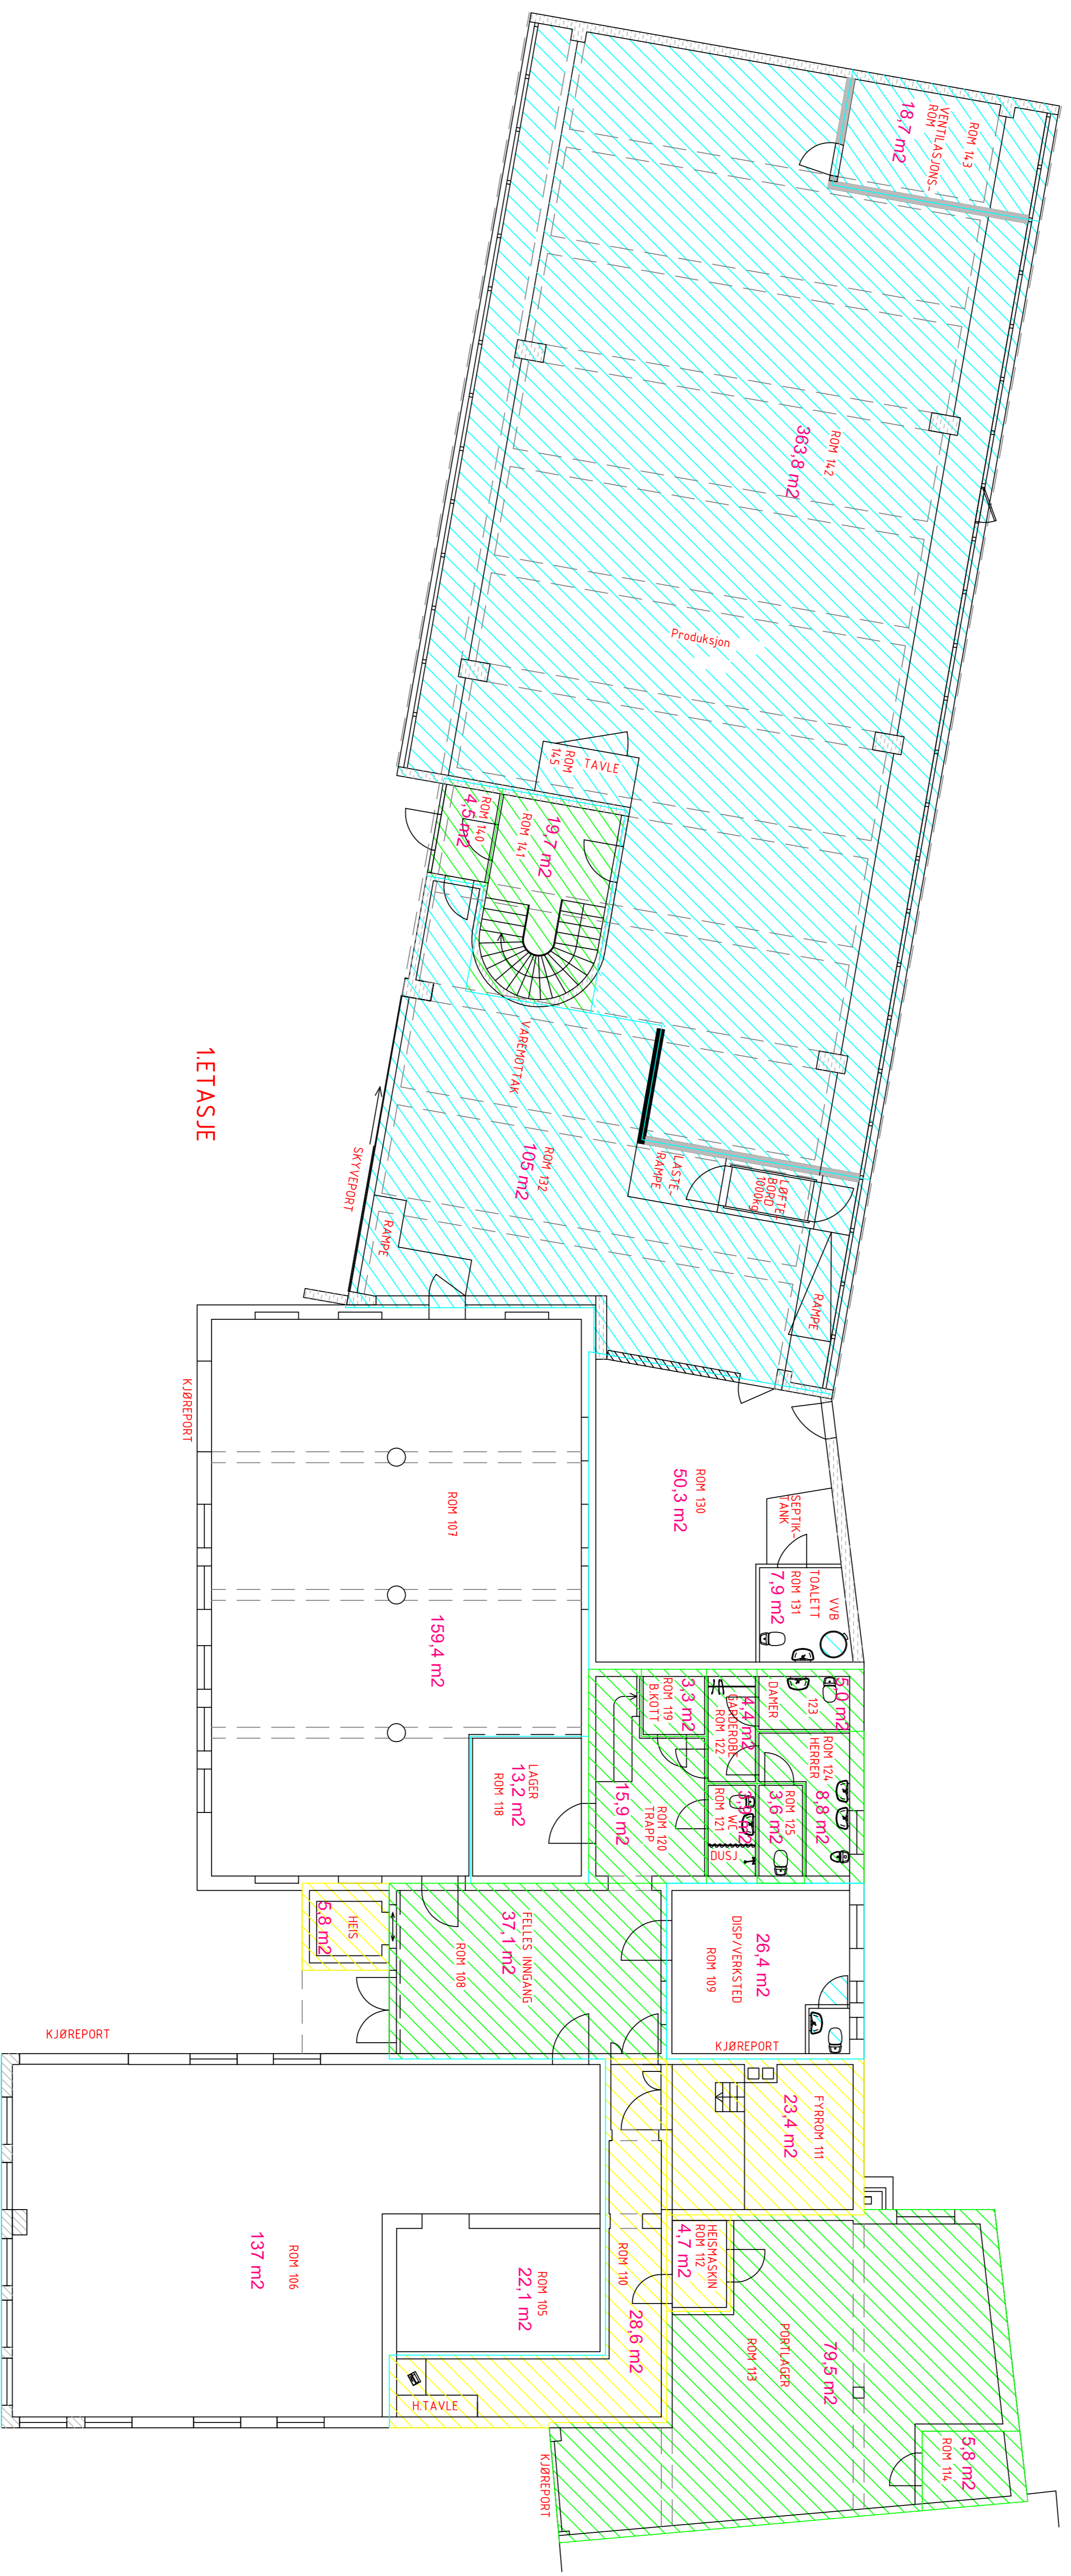 ROM 143
VENTILASJONS-
ROM
18,7 m2
ROM 142
363,8 m2
Produksjon
TAVLE
ROM
145
ROM 140
4,5 m2
19,7 m2
ROM 141
VAREMOTTAK
ROM 132
105 m2
LASTE-
RAMPE
LØFTE
BORD
1000kg
RAMPE
RAMPE
SKYVEPORT
1.ETASJE
KJØREPORT
ROM 107
159,4 m2
ROM 130
50,3 m2
SEPTIK-
TANK
VVB
TOALETT
ROM 131
7,9 m2
5,0 m2
123
DAMER
4,4 m2
GARDEROBE
ROM 122
3,3 m2
ROM 119
B.KOTT
ROM 124
HERRER
8,8 m2
ROM 125
3,6 m2
WC
ROM 121
DUSJ
ROM 120
TRAPP
15,9 m2
LAGER
13,2 m2
ROM 118
HEIS
5,8 m2
FELLES INNGANG
37,1 m2
ROM 108
26,4 m2
DISP/VERKSTED
ROM 109
KJØREPORT
KJØREPORT
FYRROM 111
23,4 m2
HEISMASKIN
ROM 112
4,7 m2
ROM 110
28,6 m2
ROM 105
22,1 m2
ROM 106
137 m2
H.TAVLE
79,5 m2
PORTLAGER
ROM 113
5,8 m2
ROM 114
KJØREPORT